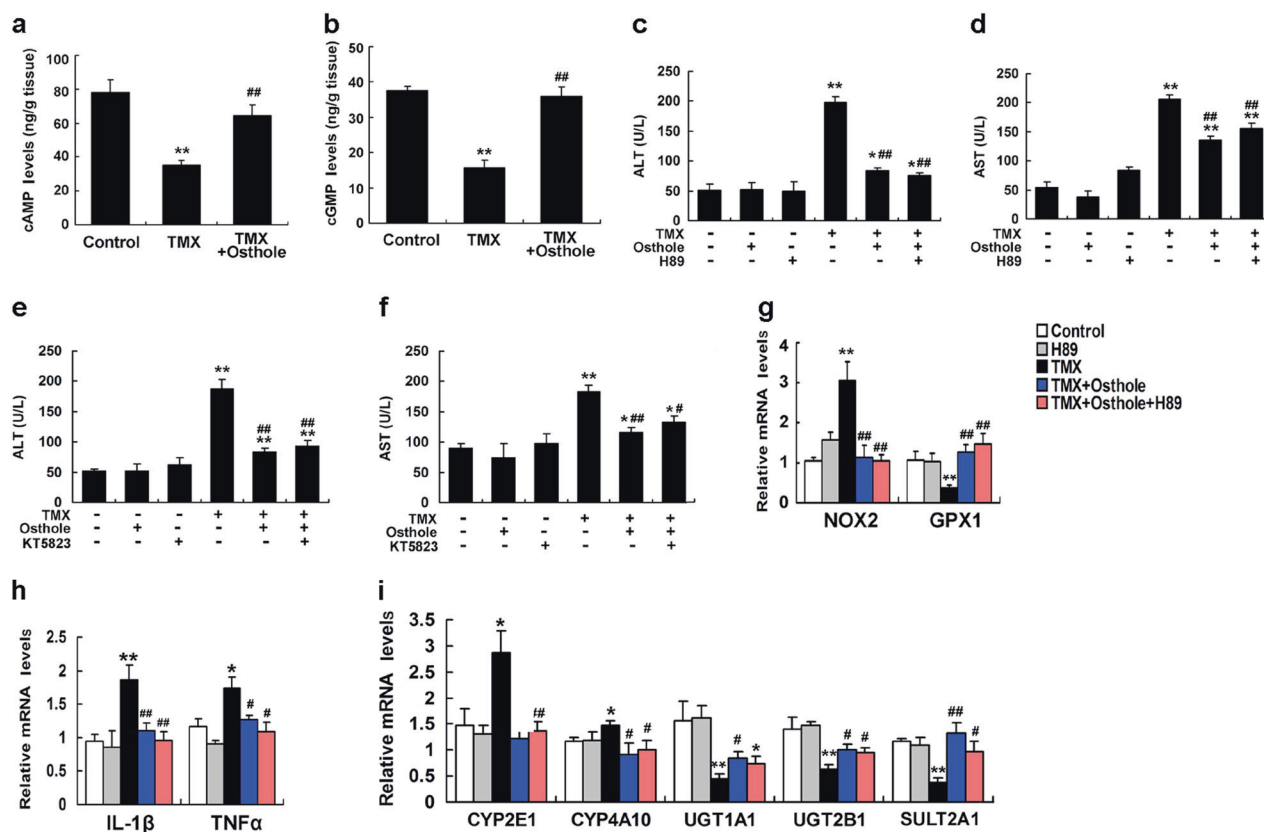 a
cAMP levels (ng/g tissue)
100
80
60
40
20
0
**
##
Control TMX TMX
+Osthole
b
cGMP levels (ng/g tissue)
50
40
30
20
10
0
**
##
Control TMX TMX
+Osthole
c
ALT (U/L)
250
200
150
100
50
0
**
*## *##
TMX - - - + + +
Osthole - + - - + +
H89 - - + - - +
d
AST (U/L)
250
200
150
100
50
0
**
## ##
** **
TMX - - - + + +
Osthole - + - - + +
H89 - - + - - +
e
ALT (U/L)
250
200
150
100
50
0
**
## ##
** **
TMX - - - + + +
Osthole - + - - + +
KT5823 - - + - - +
f
AST (U/L)
250
200
150
100
50
0
**
*## *#
TMX - - - + + +
Osthole - + - - + +
KT5823 - - + - - +
g
Relative mRNA levels
4
3
2
1
0
**
## ##
**
## ##
NOX2 GPX1
Control
H89
TMX
TMX+Osthole
TMX+Osthole+H89
h
Relative mRNA levels
2.5
2
1.5
1
0.5
0
**
## ##
*
# #
IL-1β TNFα
i
Relative mRNA levels
3.5
3
2.5
2
1.5
1
0.5
0
*
##
*
# #
**
# *
**
# #
**
## #
CYP2E1 CYP4A10 UGT1A1 UGT2B1 SULT2A1